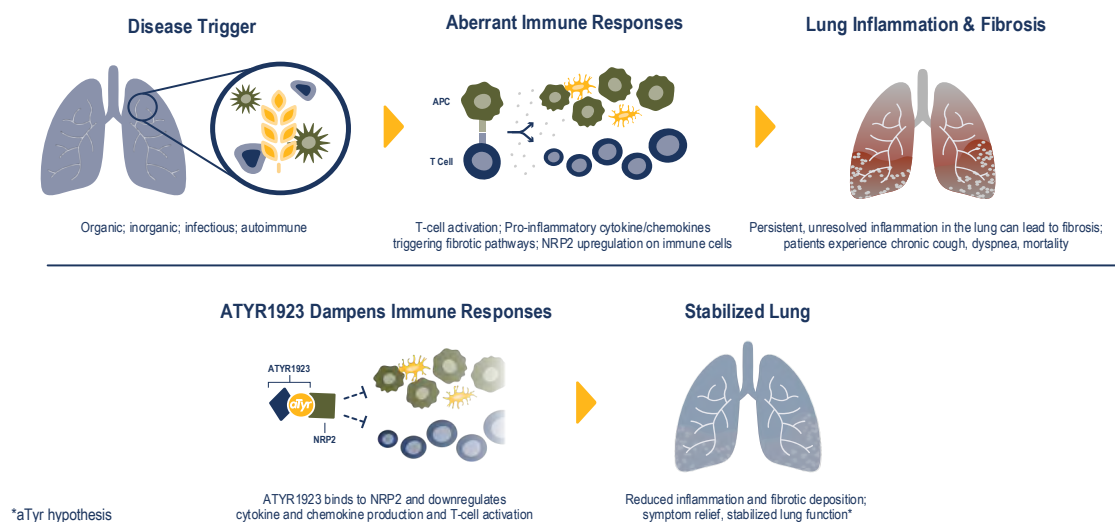 Disease Trigger
Aberrant Immune Responses
Lung Inflammation & Fibrosis
APC
T Cell
Organic; inorganic; infectious; autoimmune
T-cell activation; Pro-inflammatory cytokine/chemokines
triggering fibrotic pathways; NRP2 upregulation on immune cells
Persistent, unresolved inflammation in the lung can lead to fibrosis;
patients experience chronic cough, dyspnea, mortality
ATYR1923 Dampens Immune Responses
Stabilized Lung
ATYR1923
aTyr
NRP2
ATYR1923 binds to NRP2 and downregulates
cytokine and chemokine production and T-cell activation
Reduced inflammation and fibrotic deposition;
symptom relief, stabilized lung function*
*aTyr hypothesis